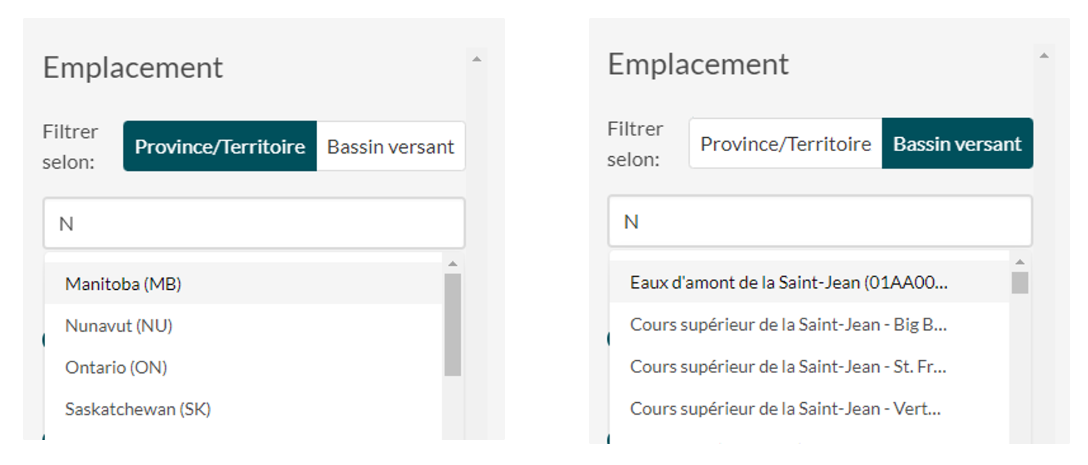 Emplacement
Filtrer
selon:
Province/Territoire
Bassin versant
N
Manitoba (MB)
Nunavut (NU)
Ontario (ON)
Saskatchewan (SK)
Emplacement
Filtrer
selon:
Province/Territoire
Bassin versant
N
Eaux d'amont de la Saint-Jean (01AA00...
Cours supérieur de la Saint-Jean - Big B...
Cours supérieur de la Saint-Jean - St. Fr...
Cours supérieur de la Saint-Jean - Vert...